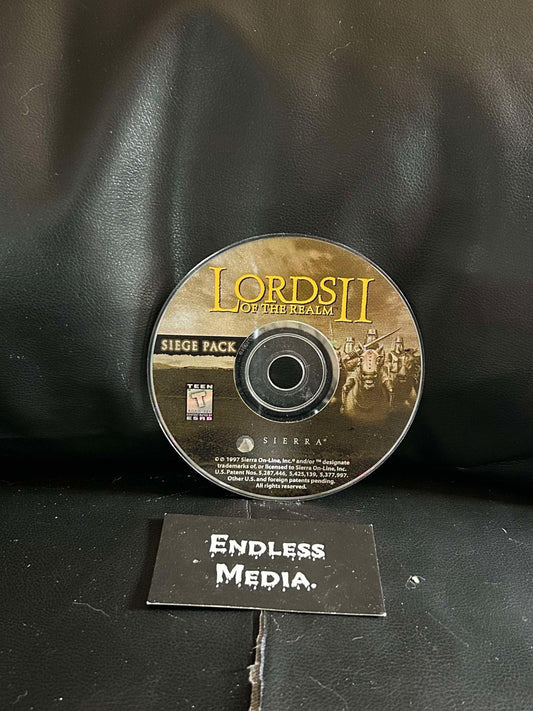 LORDS II
OF THE REALM
SIEGE PACK
TEEN
T
ESRB
SIERRA®
© ® 1997 Sierra On-Line, Inc.® and/or ™ designate
trademarks of, or licensed to Sierra On-Line, Inc.
U.S. Patent Nos. 5,287,446, 5,425,139, 5,377,997.
Other U.S. and foreign patents pending.
All rights reserved.
ENDLESS
MEDIA.